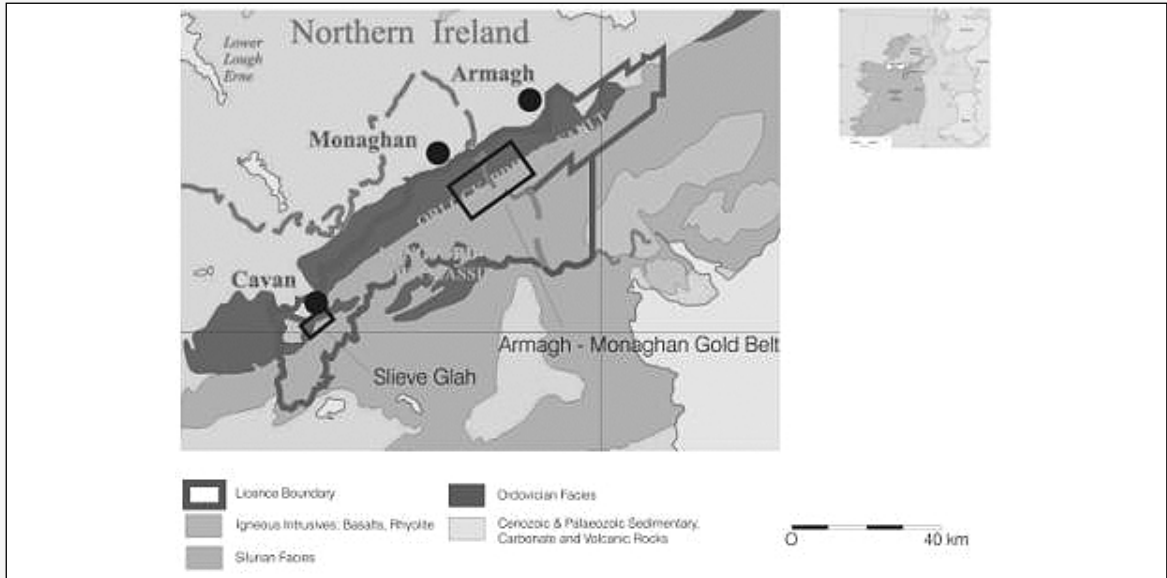 Northern Ireland
Lower
Lough
Erne
Armagh
Monaghan
Cavan
Armagh - Monaghan Gold Belt
Slieve Glah
Licence Boundary
Ordovician Facies
Igneous Intrusives; Basalts, Rhyolite
Cenozoic & Palaeozoic Sedimentary,
Carbonate and Volcanic Rocks
Silurian Facies
O
40 km